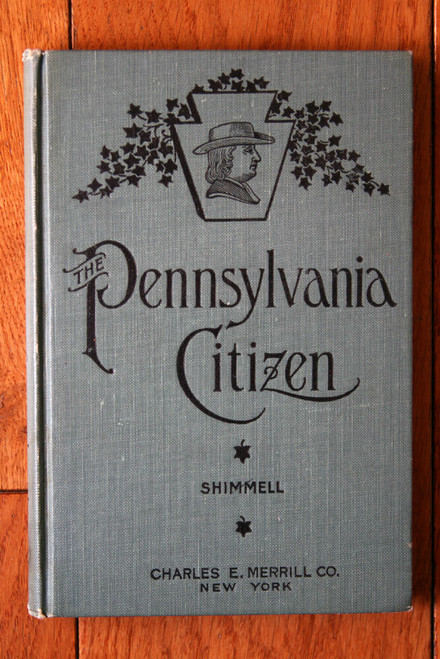 THE
Pennsylvania
Citizen
SHIMMELL
CHARLES E. MERRILL CO.
NEW YORK